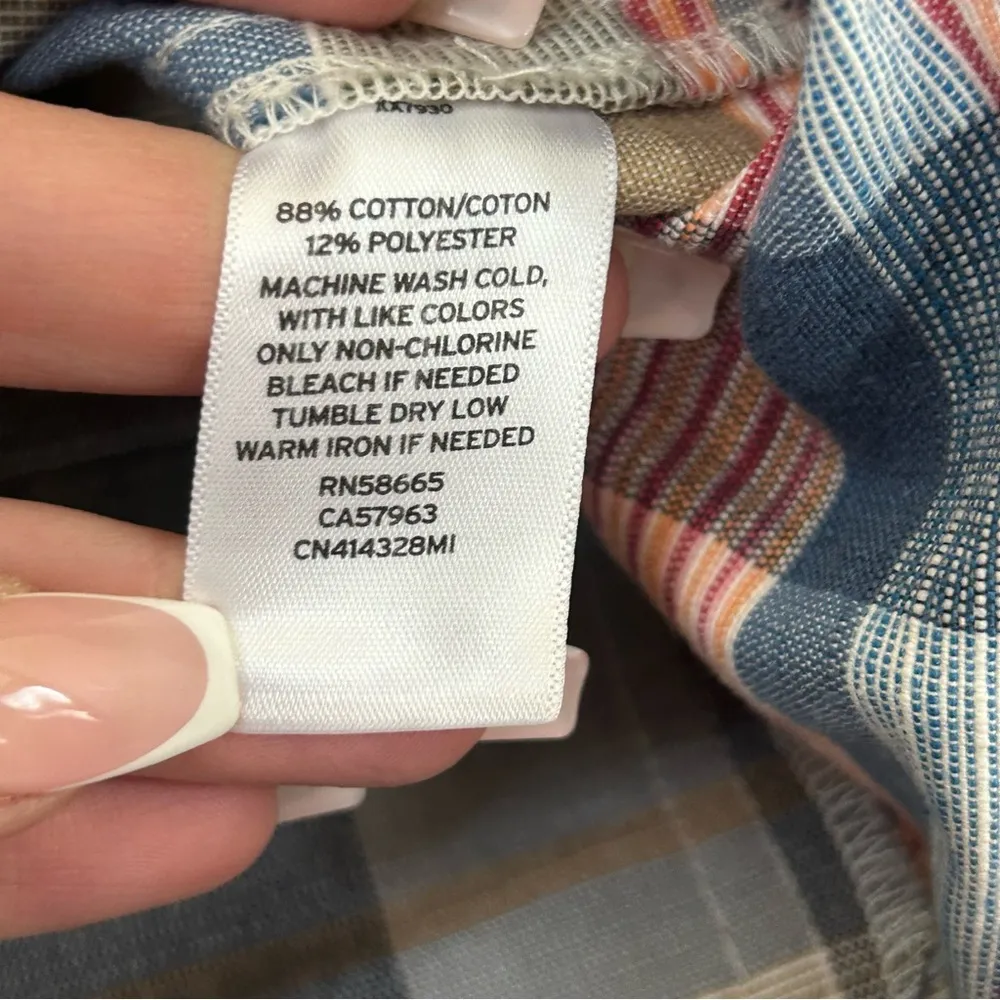 88% COTTON/COTON
12% POLYESTER
MACHINE WASH COLD,
WITH LIKE COLORS
ONLY NON-CHLORINE
BLEACH IF NEEDED
TUMBLE DRY LOW
WARM IRON IF NEEDED
RN58665
CA57963
CN414328MI